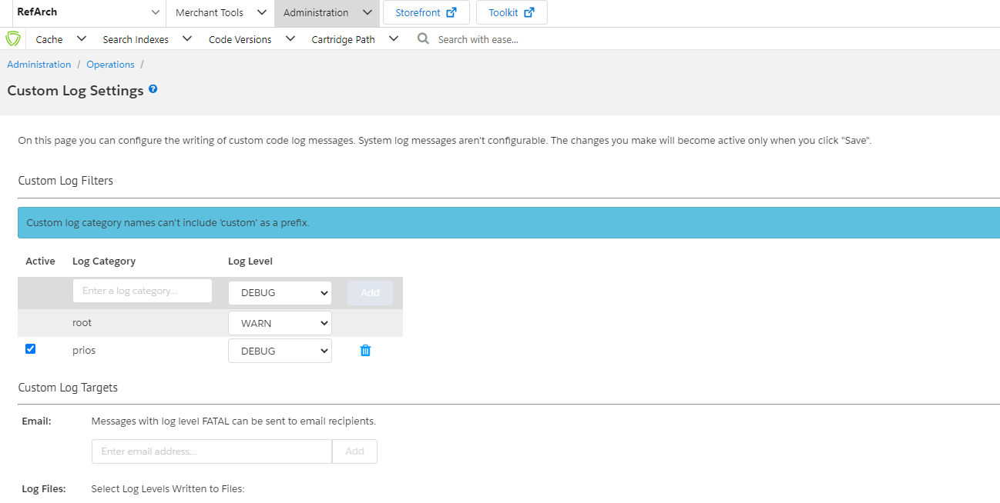 RefArch Merchant Tools Administration Storefront Toolkit
Cache Search Indexes Code Versions Cartridge Path Search with ease...
Administration / Operations /
Custom Log Settings ?
On this page you can configure the writing of custom code log messages. System log messages aren't configurable. The changes you make will become active only when you click "Save".
Custom Log Filters
Custom log category names can't include 'custom' as a prefix.
Active Log Category Log Level
Enter a log category... DEBUG Add
root WARN
prios DEBUG
Custom Log Targets
Email: Messages with log level FATAL can be sent to email recipients.
Enter email address... Add
Log Files: Select Log Levels Written to Files: